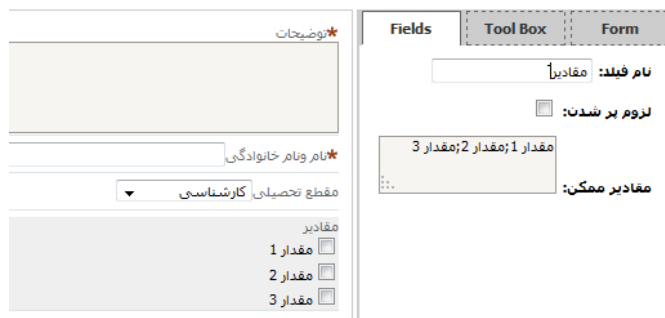 Fields
Tool Box
Form
نام فیلد: مقادیر
لزوم پر شدن:
مقدار 1;مقدار 2;مقدار 3
مقادیر ممکن:
*توضیحات
*نام ونام خانوادگی
مقطع تحصیلی کارشناسی
مقادیر
مقدار 1
مقدار 2
مقدار 3